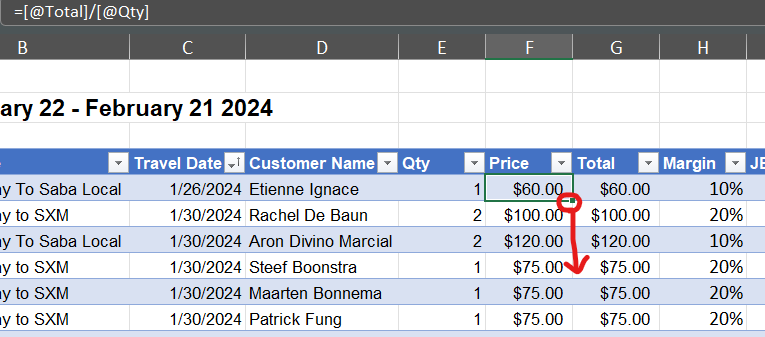 =[@Total]/[@Qty]
B C D E F G H
ary 22 - February 21 2024
Travel Date Customer Name Qty Price Total Margin JE
ay To Saba Local 1/26/2024 Etienne Ignace 1 $60.00 $60.00 10%
ay to SXM 1/30/2024 Rachel De Baun 2 $100.00 $100.00 20%
ay To Saba Local 1/30/2024 Aron Divino Marcial 2 $120.00 $120.00 10%
ay to SXM 1/30/2024 Steef Boonstra 1 $75.00 $75.00 20%
ay to SXM 1/30/2024 Maarten Bonnema 1 $75.00 $75.00 20%
ay to SXM 1/30/2024 Patrick Fung 1 $75.00 $75.00 20%